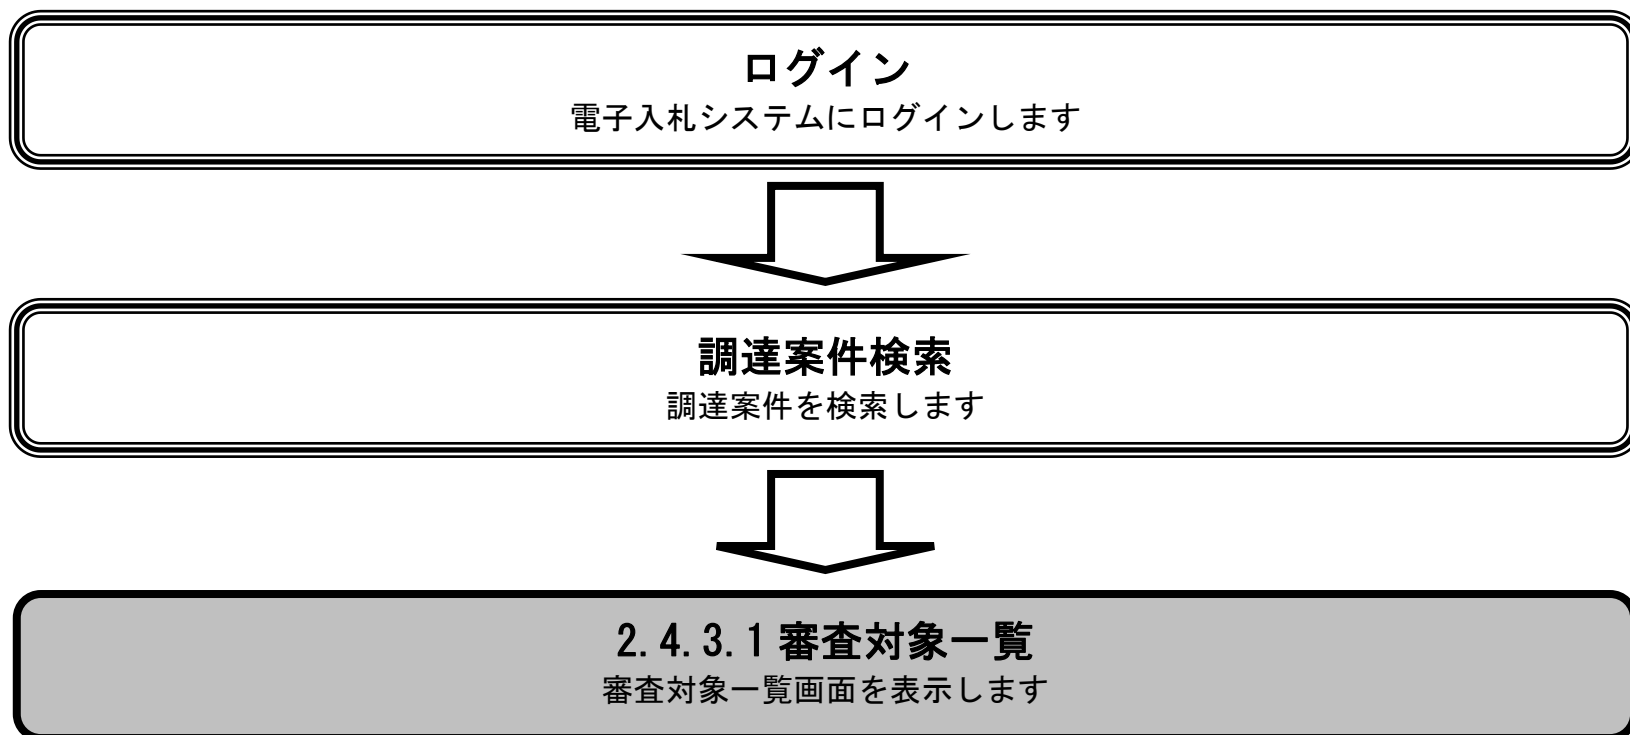 ログイン
電子入札システムにログインします
調達案件検索
調達案件を検索します
2.4.3.1審査対象一覧
審査対象一覧画面を表示します